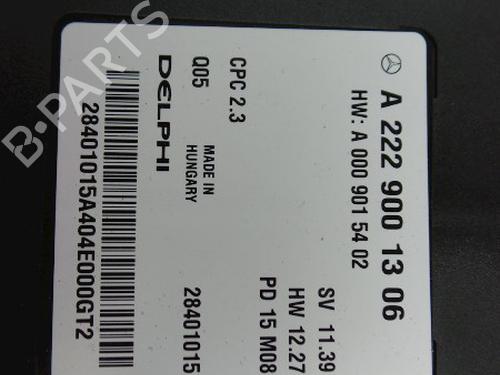 A 222 900 13 06
HW: A 000 901 54 02
SV 11.39
HW 12.27
PD 15 M08
CPC 2.3
Q05
MADE IN
HUNGARY
28401015
DELPHI
28401015A404E000GT2
B-PARTS